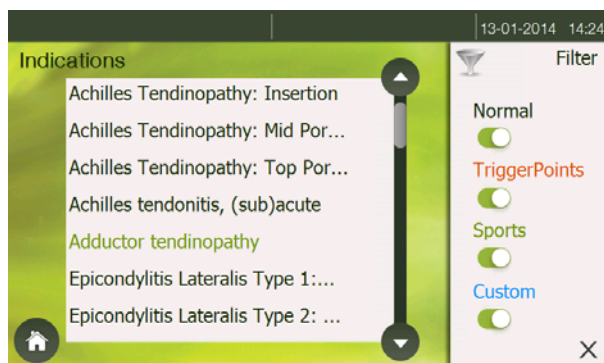 13-01-2014 14:24
Indications
Achilles Tendinopathy: Insertion
Achilles Tendinopathy: Mid Por...
Achilles Tendinopathy: Top Por...
Achilles tendonitis, (sub)acute
Adductor tendinopathy
Epicondylitis Lateralis Type 1:...
Epicondylitis Lateralis Type 2: ...
Filter
Normal
TriggerPoints
Sports
Custom